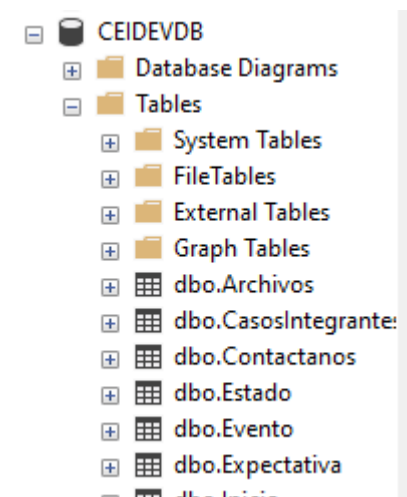 CEIDEVDB
Database Diagrams
Tables
System Tables
FileTables
External Tables
Graph Tables
dbo.Archivos
dbo.CasosIntegrantes
dbo.Contactanos
dbo.Estado
dbo.Evento
dbo.Expectativa